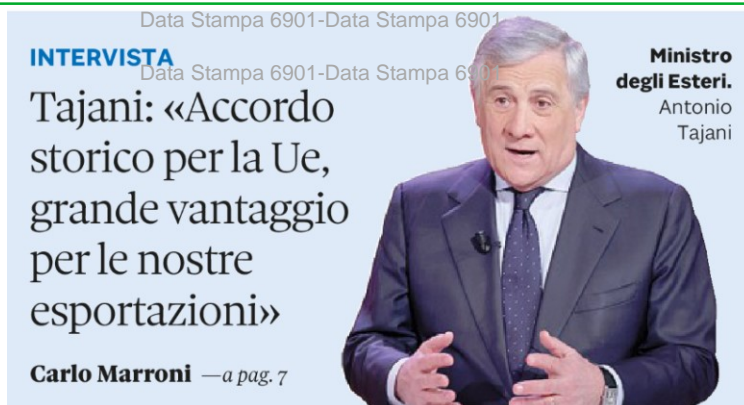 Data Stampa 6901-Data Stampa 6901
INTERVISTA
Data Stampa 6901-Data Stampa 6901
Tajani: «Accordo
storico per la Ue,
grande vantaggio
per le nostre
esportazioni»
Carlo Marroni —a pag. 7
Ministro
degli Esteri.
Antonio
Tajani